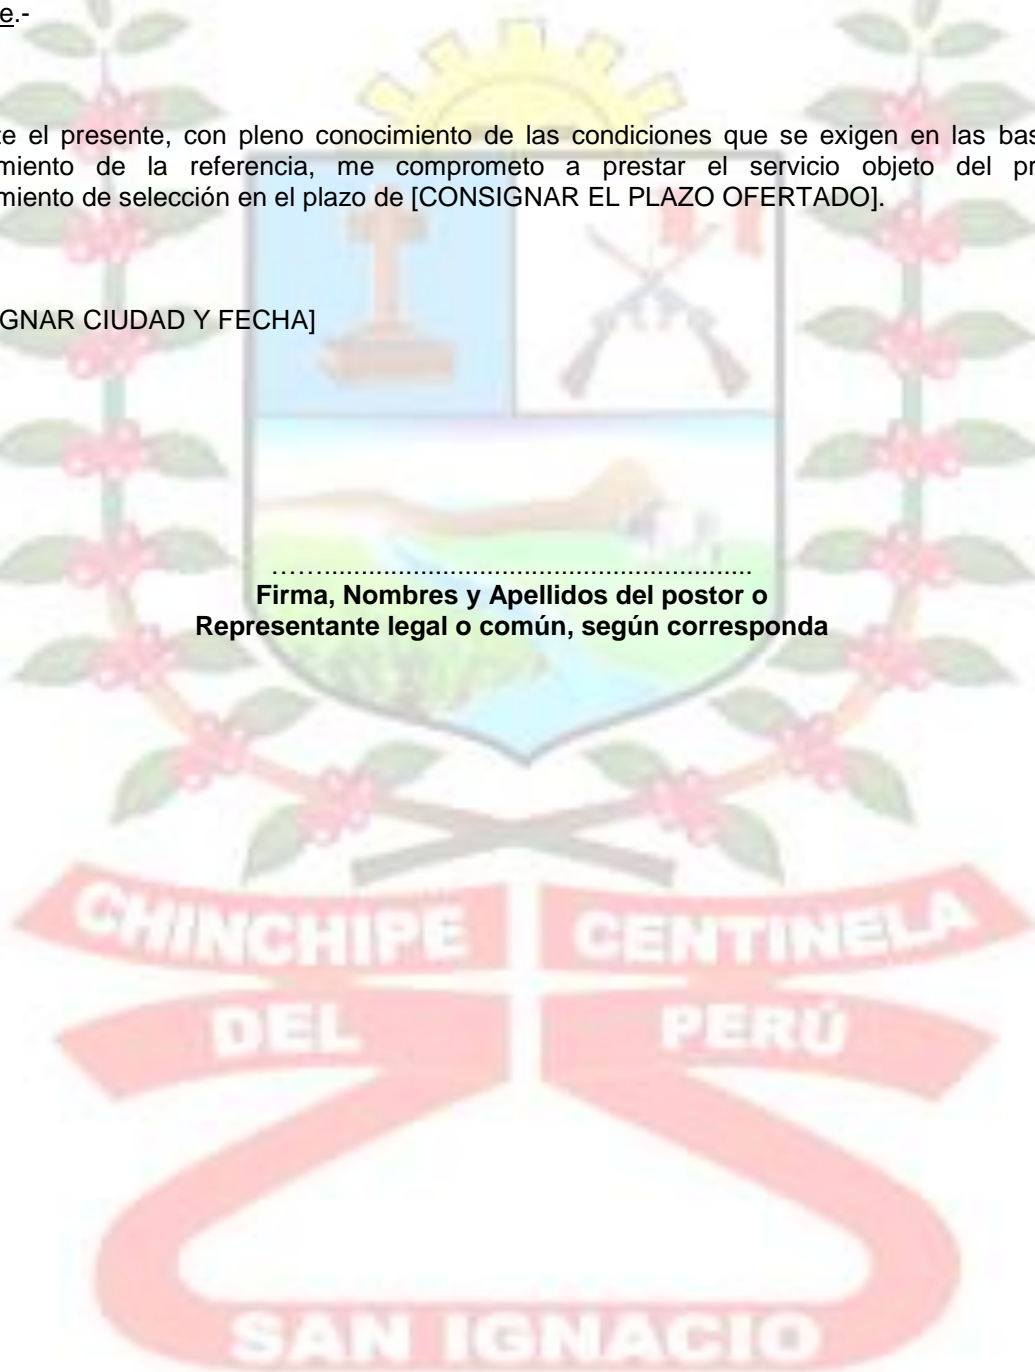 e.-
te el presente, con pleno conocimiento de las condiciones que se exigen en las bas
miento de la referencia, me comprometo a prestar el servicio objeto del pr
miento de selección en el plazo de [CONSIGNAR EL PLAZO OFERTADO].
GNAR CIUDAD Y FECHA]
……..........................................................
Firma, Nombres y Apellidos del postor o
Representante legal o común, según corresponda
CHINCHIPE CENTINELA
DEL PERÚ
SAN IGNACIO